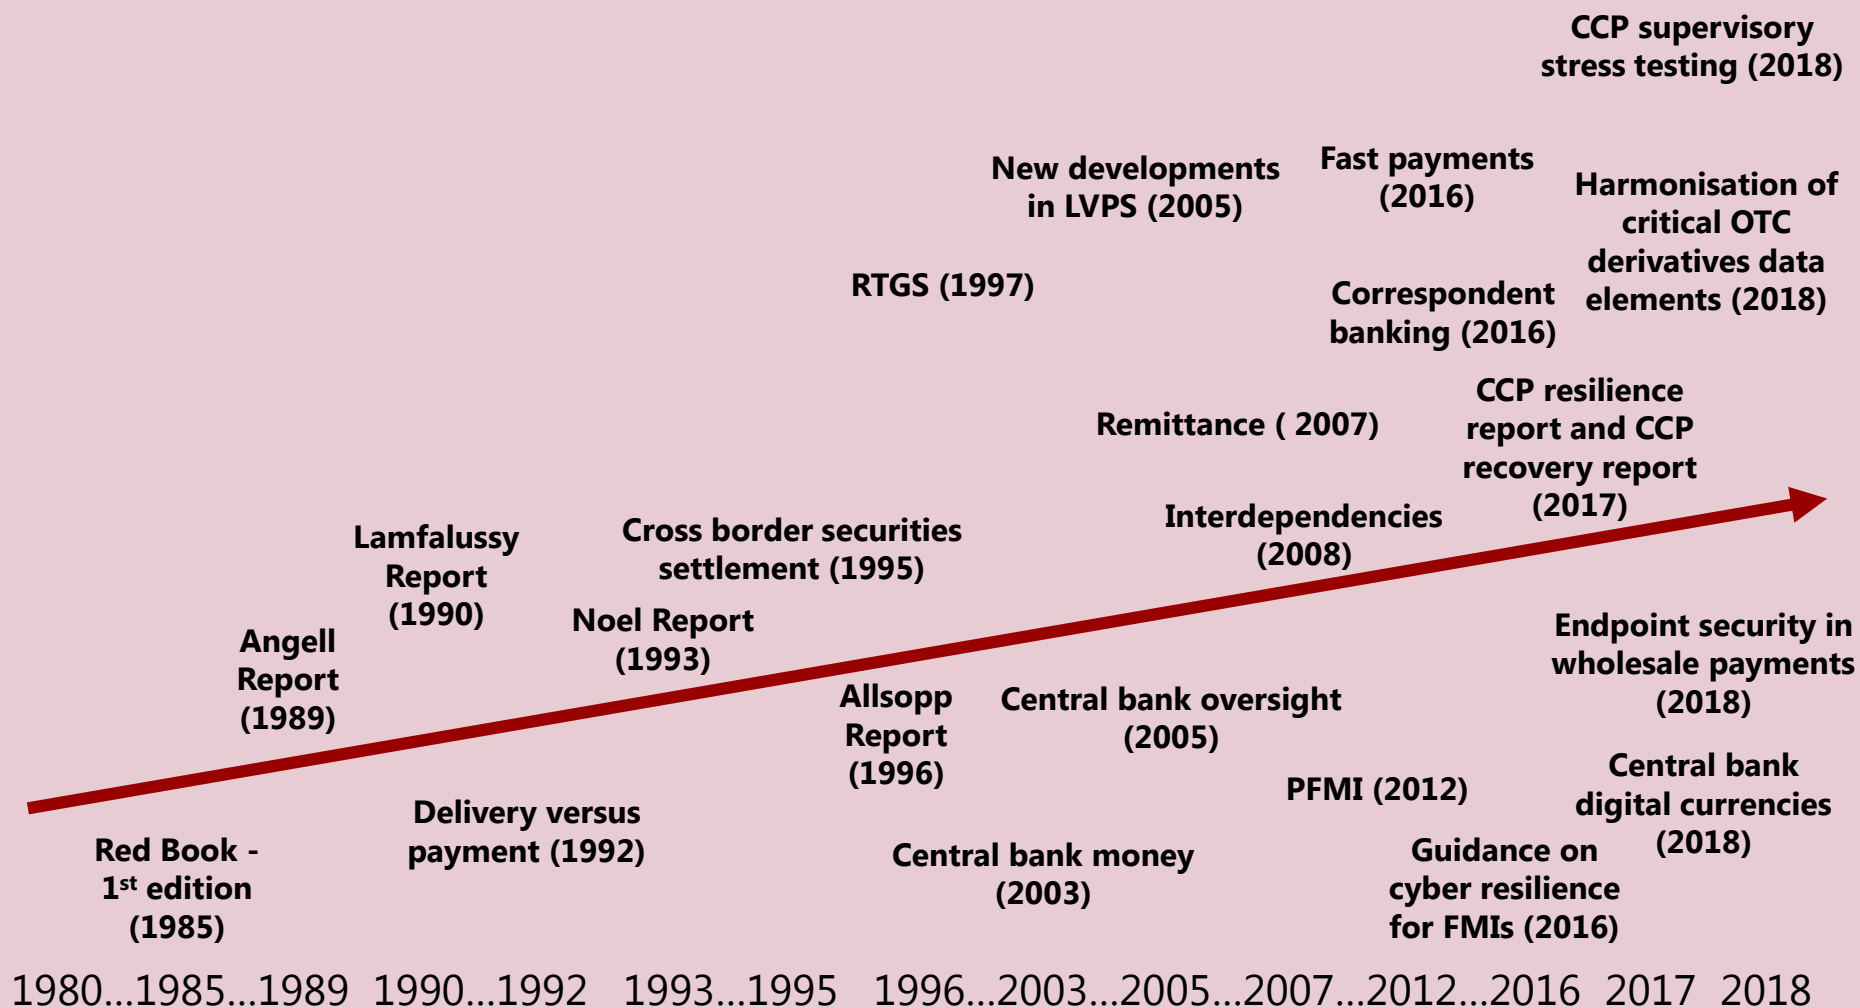 CCP supervisory
stress testing (2018)
New developments
in LVPS (2005)
Fast payments
(2016)
Harmonisation of
critical OTC
derivatives data
elements (2018)
RTGS (1997)
Correspondent
banking (2016)
CCP resilience
report and CCP
recovery report
(2017)
Remittance ( 2007)
Interdependencies
(2008)
Lamfalussy
Report
(1990)
Cross border securities
settlement (1995)
Noel Report
(1993)
Angell
Report
(1989)
Endpoint security in
wholesale payments
(2018)
Allsopp
Report
(1996)
Central bank oversight
(2005)
PFMI (2012)
Central bank
digital currencies
(2018)
Delivery versus
payment (1992)
Red Book -
1st edition
(1985)
Central bank money
(2003)
Guidance on
cyber resilience
for FMIs (2016)
1980...1985...1989 1990...1992 1993...1995 1996...2003...2005...2007...2012...2016 2017 2018